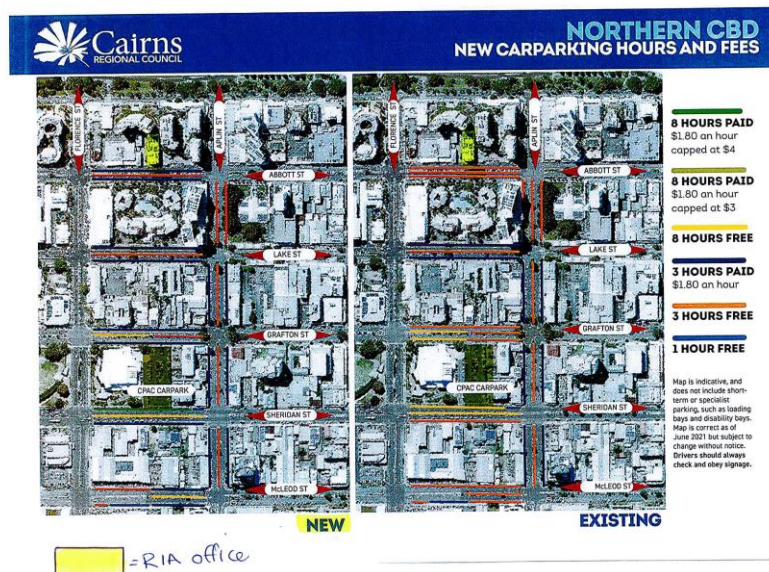 Cairns
REGIONAL COUNCIL
NORTHERN CBD
NEW CARPARKING HOURS AND FEES
FLORENCE ST
APLIN ST
ABBOTT ST
LAKE ST
GRAFTON ST
CPAC CARPARK
SHERIDAN ST
McLEOD ST
NEW
FLORENCE ST
APLIN ST
ABBOTT ST
LAKE ST
GRAFTON ST
CPAC CARPARK
SHERIDAN ST
McLEOD ST
EXISTING
8 HOURS PAID
$1.80 an hour
capped at $4
8 HOURS PAID
$1.80 an hour
capped at $3
8 HOURS FREE
3 HOURS PAID
$1.80 an hour
3 HOURS FREE
1 HOUR FREE
Map is indicative, and
does not include short-
term or specialist
parking, such as loading
bays and disability bays.
Map is correct as of
June 2021 but subject to
change without notice.
Drivers should always
check and obey signage.
=RIA office